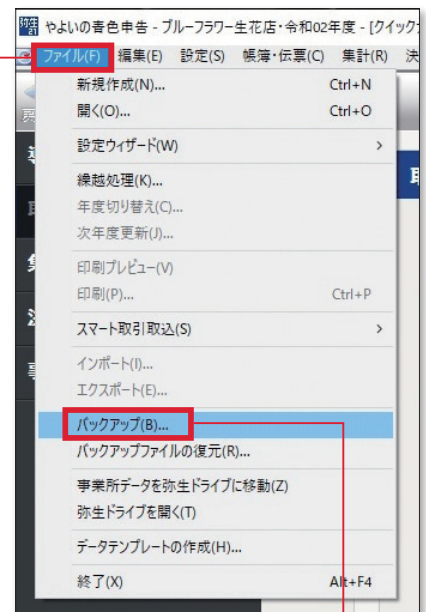 やよいの青色申告 - ブルーフラワー生花店・令和02年度 - [クイック
ファイル(F) 編集(E) 設定(S) 帳簿・伝票(C) 集計(R) 決
新規作成(N)... Ctrl+N
開く(O)... Ctrl+O
設定ウィザード(W) >
繰越処理(K)...
年度切り替え(C)...
次年度更新(J)...
印刷プレビュー(V)
印刷(P)... Ctrl+P
スマート取引取込(S) >
インポート(I)...
エクスポート(E)...
バックアップ(B)...
バックアップファイルの復元(R)...
事業所データを弥生ドライブに移動(Z)
弥生ドライブを開く(T)
データテンプレートの作成(H)...
終了(X) Alt+F4